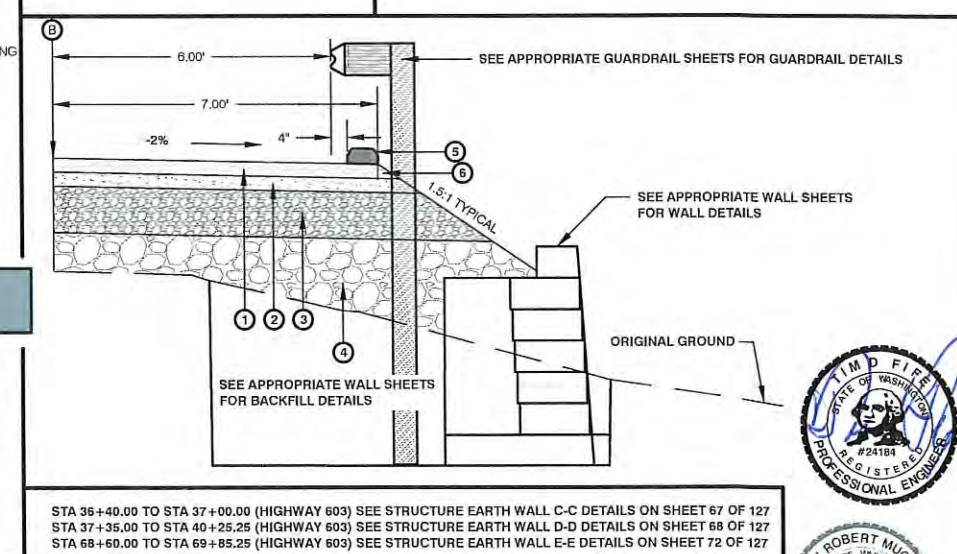 NG
B
6.00'
SEE APPROPRIATE GUARDRAIL SHEETS FOR GUARDRAIL DETAILS
7.00'
-2%
4"
5
6
1.5:1 TYPICAL
SEE APPROPRIATE WALL SHEETS
FOR WALL DETAILS
1
2
3
4
ORIGINAL GROUND
SEE APPROPRIATE WALL SHEETS
FOR BACKFILL DETAILS
TIM D FIFE
STATE OF WASHINGTON
#24184
REGISTERED
PROFESSIONAL ENGINEER
STA 36+40.00 TO STA 37+00.00 (HIGHWAY 603) SEE STRUCTURE EARTH WALL C-C DETAILS ON SHEET 67 OF 127
STA 37+35.00 TO STA 40+25.25 (HIGHWAY 603) SEE STRUCTURE EARTH WALL D-D DETAILS ON SHEET 68 OF 127
STA 68+60.00 TO STA 69+85.25 (HIGHWAY 603) SEE STRUCTURE EARTH WALL E-E DETAILS ON SHEET 72 OF 127
ROBERT